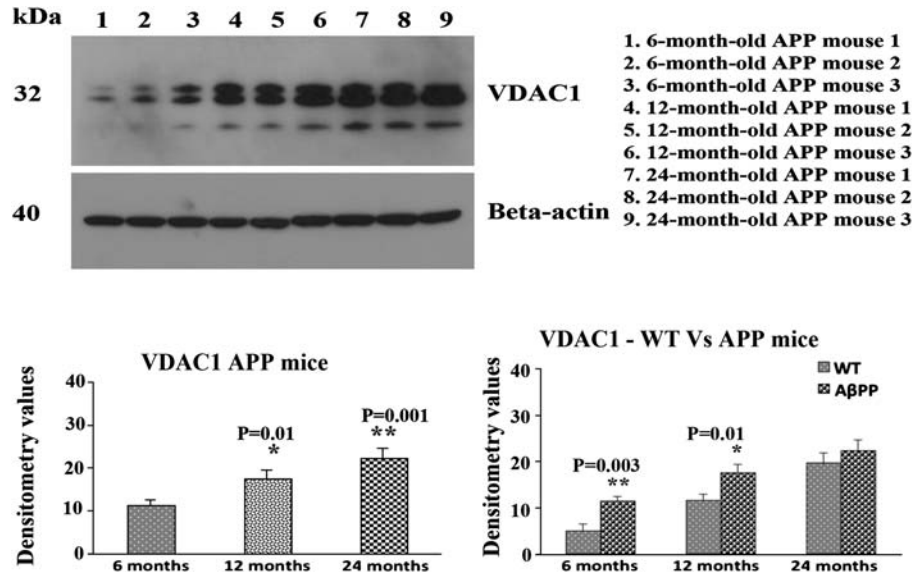 kDa 1 2 3 4 5 6 7 8 9
32 VDAC1
40 Beta-actin
1. 6-month-old APP mouse 1
2. 6-month-old APP mouse 2
3. 6-month-old APP mouse 3
4. 12-month-old APP mouse 1
5. 12-month-old APP mouse 2
6. 12-month-old APP mouse 3
7. 24-month-old APP mouse 1
8. 24-month-old APP mouse 2
9. 24-month-old APP mouse 3
VDAC1 APP mice
Densitometry values
40
30
20
10
0
P=0.01
*
P=0.001
**
6 months 12 months 24 months
VDAC1 - WT Vs APP mice
WT
AβPP
Densitometry values
40
30
20
10
0
P=0.003
**
P=0.01
*
6 months 12 months 24 months